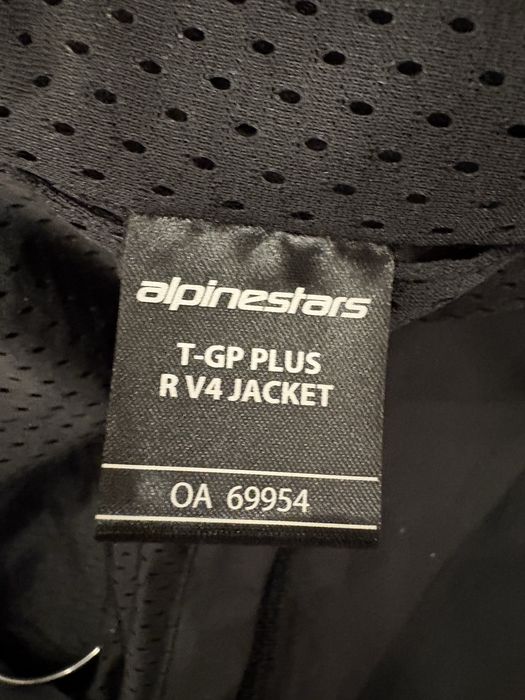 alpinestars
T-GP PLUS
R V4 JACKET
OA 69954